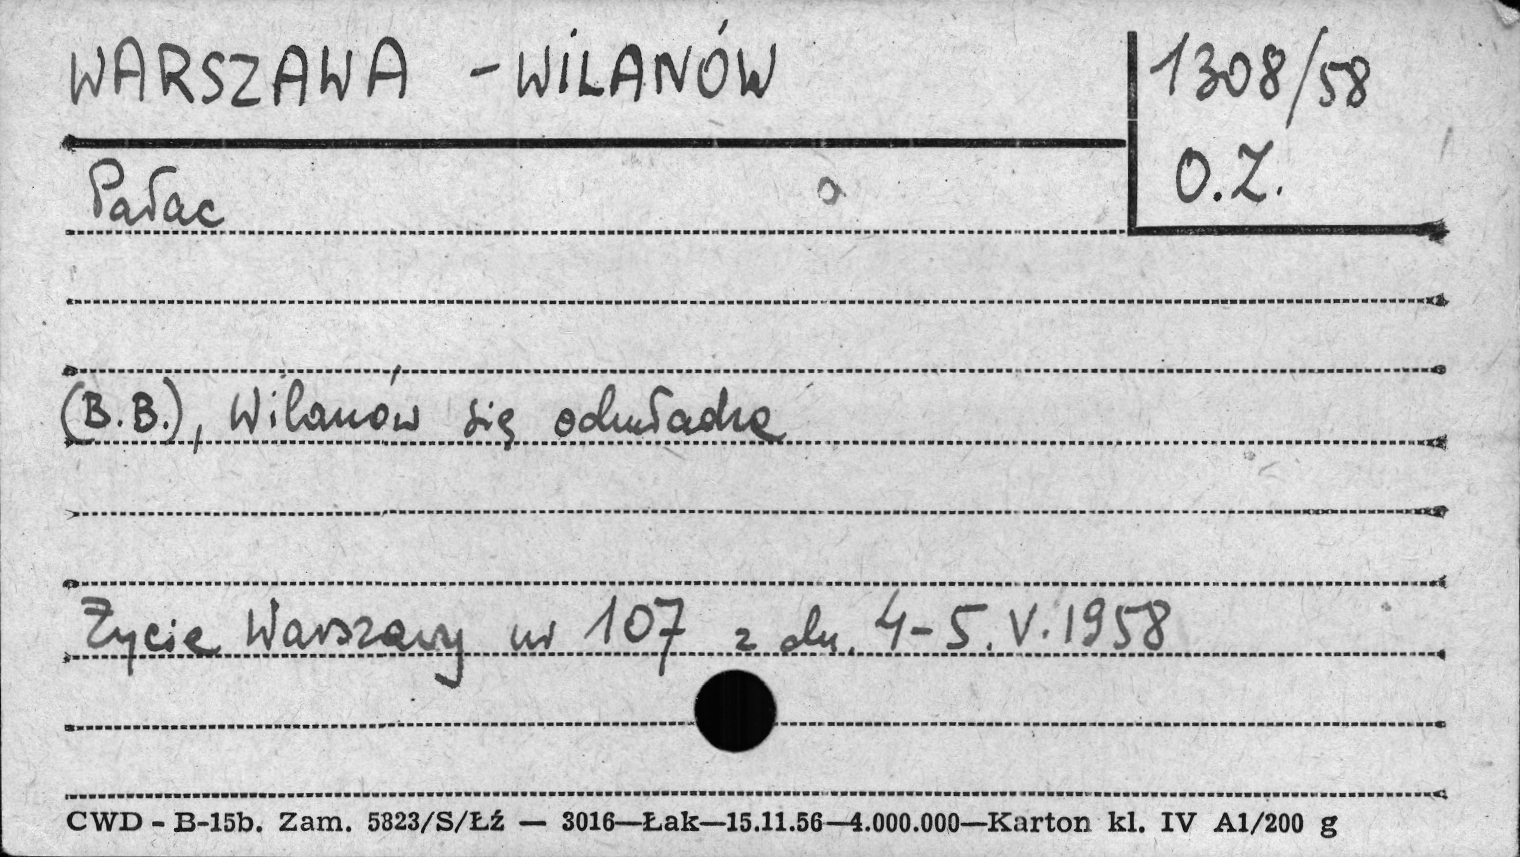 WARSZAWA - WILANÓW
1308/58
O.Z.
Pałac
(B.B.), Wilanów się odmładza
Życie Warszawy nr 107 z dn. 4-5.V.1958
CWD - B-15b. Zam. 5823/S/Łź — 3016—Łak—15.11.56—4.000.000—Karton kl. IV A1/200 g